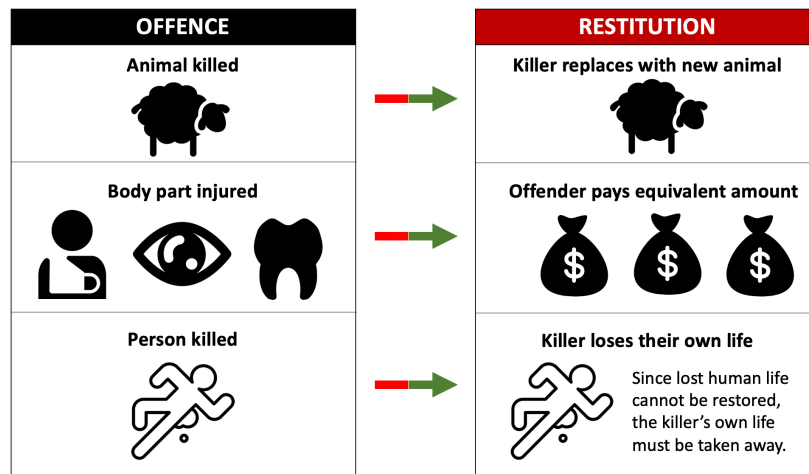 OFFENCE
RESTITUTION
Animal killed
Killer replaces with new animal
Body part injured
Offender pays equivalent amount
$ $ $
Person killed
Killer loses their own life
Since lost human life
cannot be restored,
the killer’s own life
must be taken away.